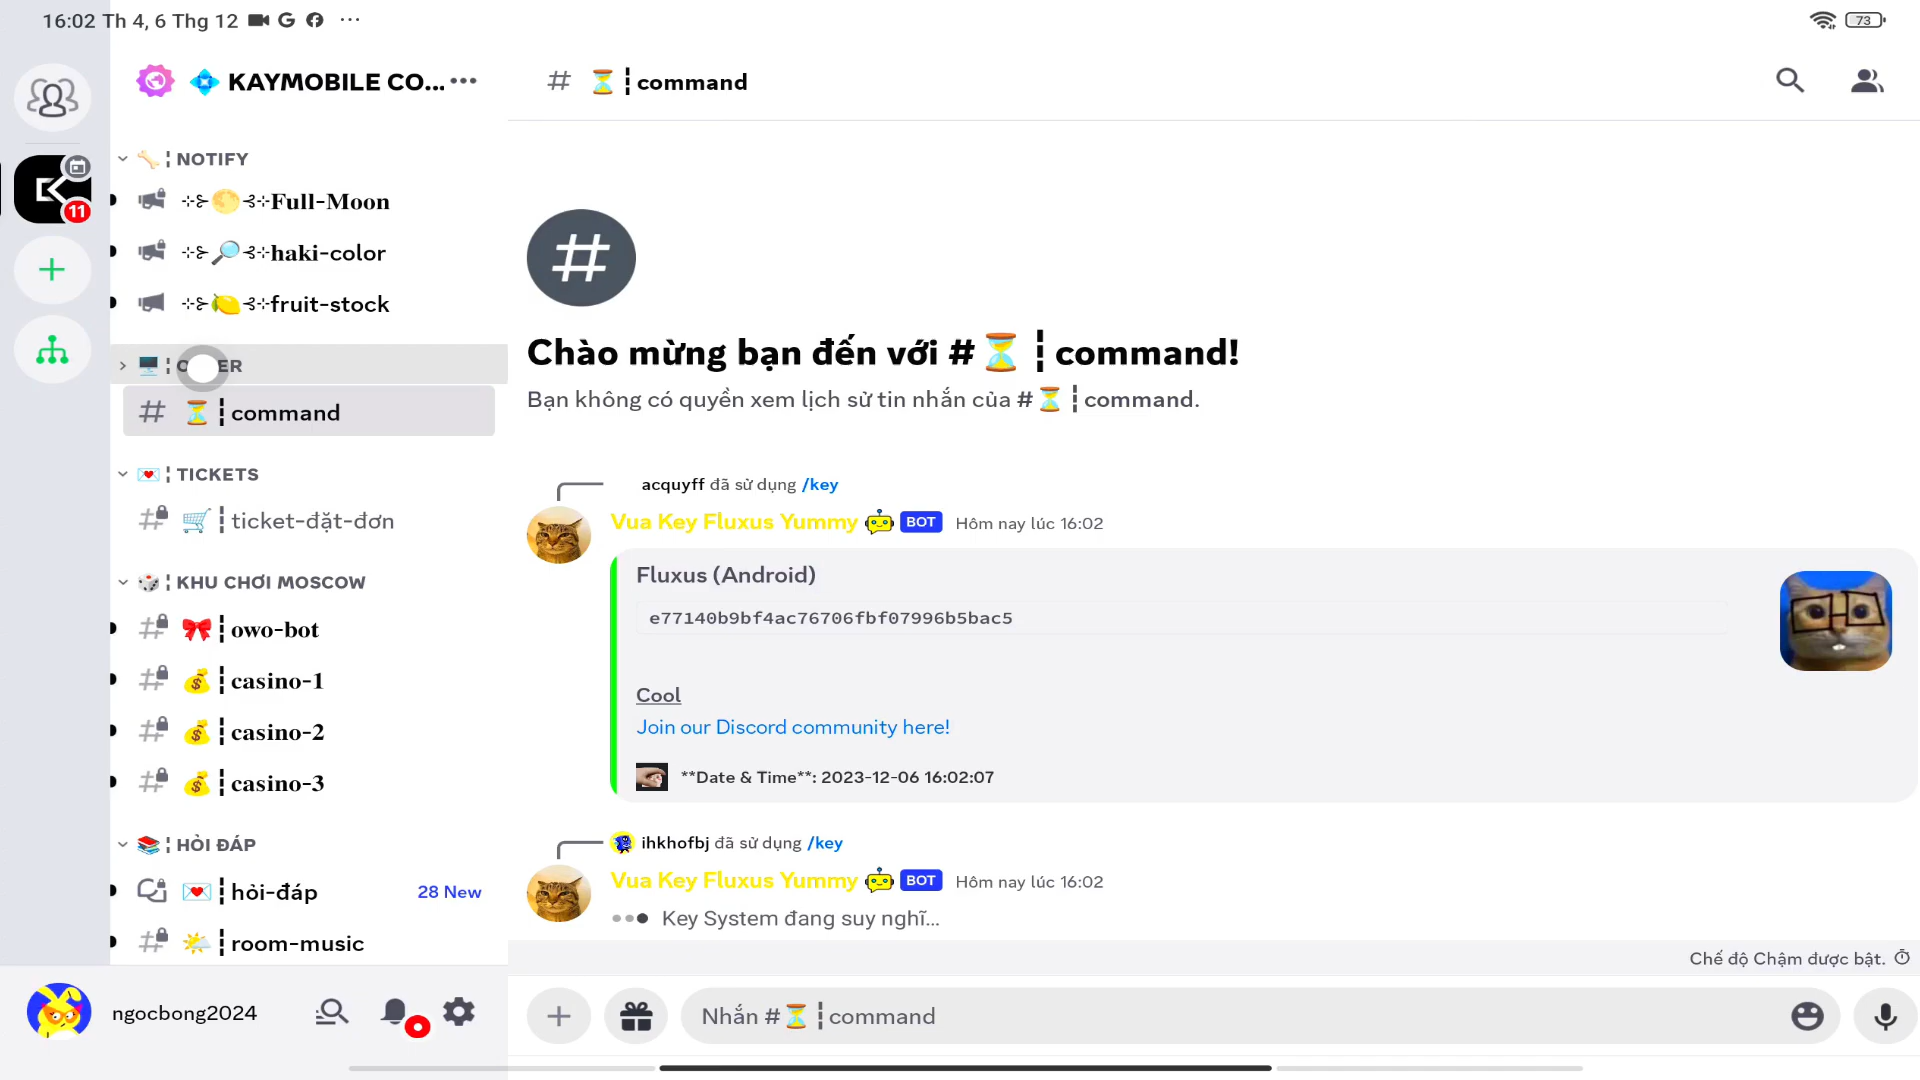 16:02 Th 4, 6 Thg 12
73
KAYMOBILE CO...
NOTIFY
Full-Moon
haki-color
fruit-stock
command
TICKETS
ticket-đặt-đơn
KHU CHƠI MOSCOW
owo-bot
casino-1
casino-2
casino-3
HỎI ĐÁP
hỏi-đáp
28 New
room-music
11
ngocbong2024
# command
Chào mừng bạn đến với # command!
Bạn không có quyền xem lịch sử tin nhắn của # command.
acquyff đã sử dụng /key
Vua Key Fluxus Yummy BOT Hôm nay lúc 16:02
Fluxus (Android)
e77140b9bf4ac76706fbf07996b5bac5
Cool
Join our Discord community here!
**Date & Time**: 2023-12-06 16:02:07
ihkhofbj đã sử dụng /key
Vua Key Fluxus Yummy BOT Hôm nay lúc 16:02
Key System đang suy nghĩ...
Chế độ Chậm được bật.
Nhắn # command